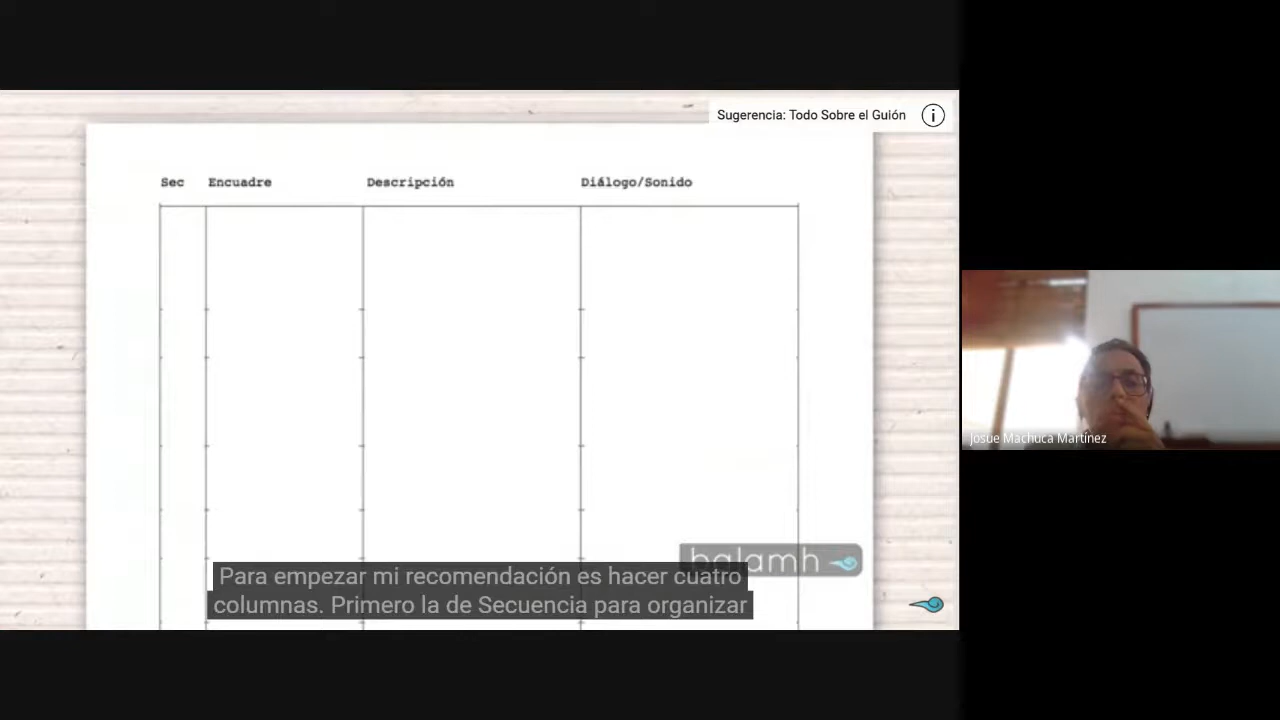 Sugerencia: Todo Sobre el Guión
Sec Encuadre Descripción Diálogo/Sonido
balamh
Para empezar mi recomendación es hacer cuatro
columnas. Primero la de Secuencia para organizar
Josue Machuca Martínez